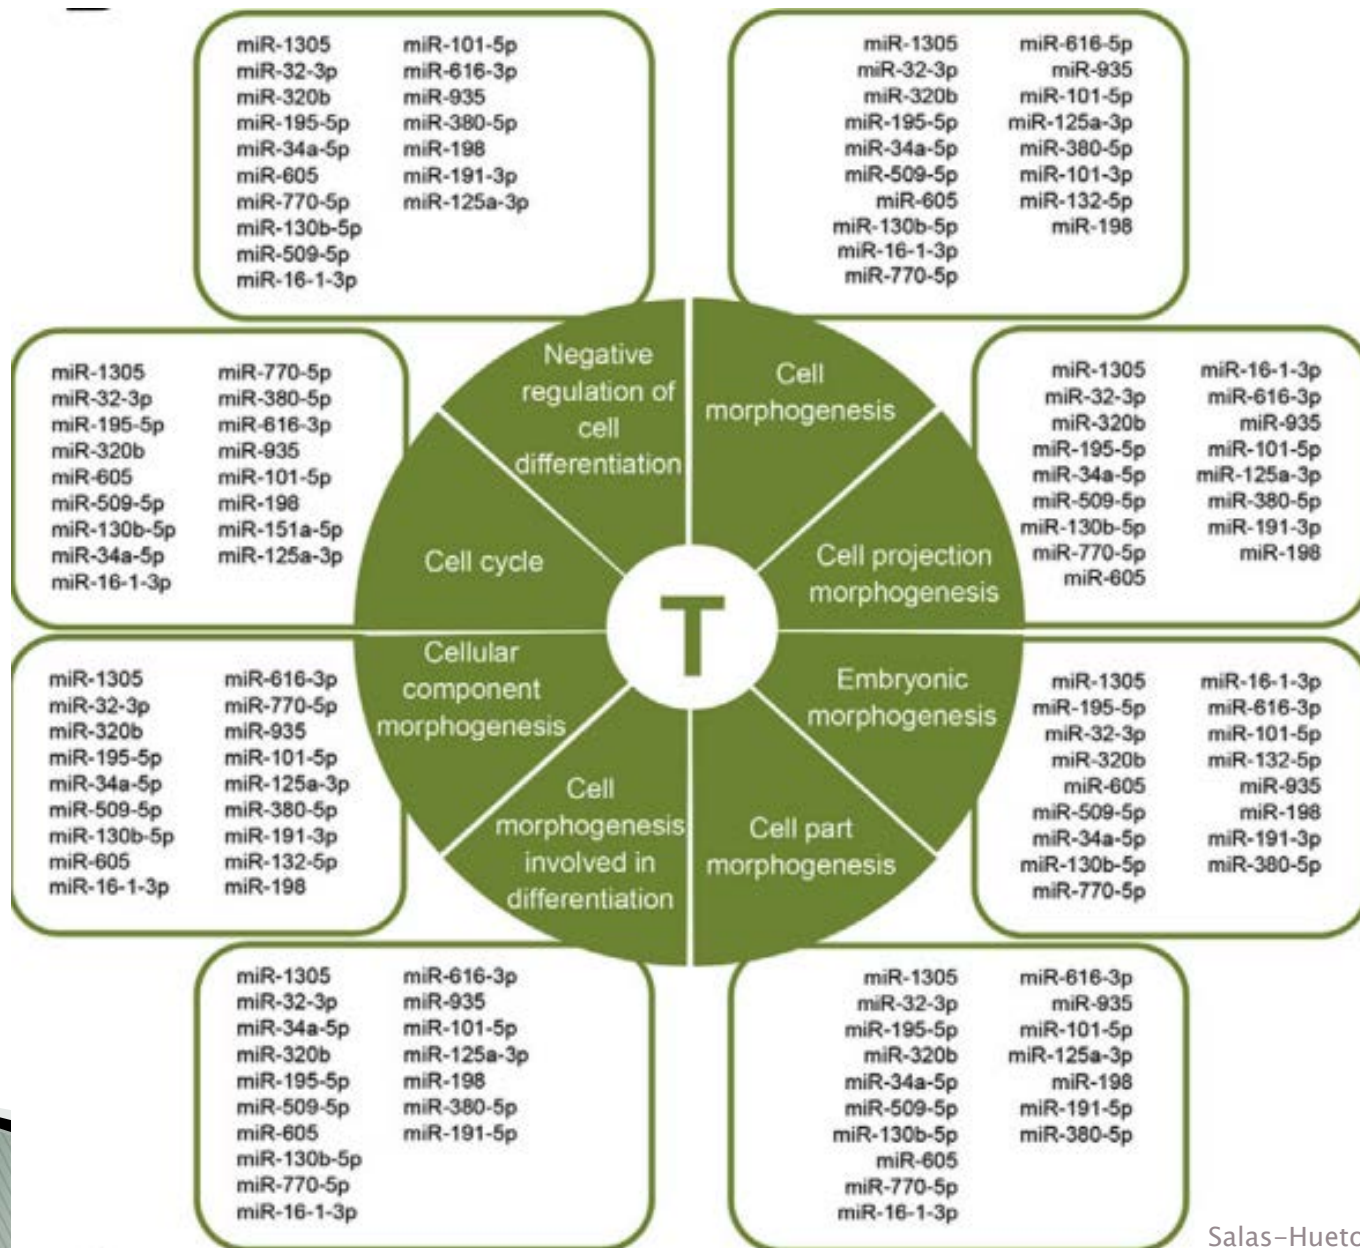 miR-1305
miR-32-3p
miR-320b
miR-195-5p
miR-34a-5p
miR-605
miR-770-5p
miR-130b-5p
miR-509-5p
miR-16-1-3p
miR-101-5p
miR-616-3p
miR-935
miR-380-5p
miR-198
miR-191-3p
miR-125a-3p
miR-1305
miR-32-3p
miR-320b
miR-195-5p
miR-34a-5p
miR-509-5p
miR-605
miR-130b-5p
miR-16-1-3p
miR-770-5p
miR-616-5p
miR-935
miR-101-5p
miR-125a-3p
miR-380-5p
miR-101-3p
miR-132-5p
miR-198
miR-1305
miR-32-3p
miR-195-5p
miR-320b
miR-605
miR-509-5p
miR-130b-5p
miR-34a-5p
miR-16-1-3p
miR-770-5p
miR-380-5p
miR-616-3p
miR-935
miR-101-5p
miR-198
miR-151a-5p
miR-125a-3p
Negative
regulation of
cell
differentiation
Cell
morphogenesis
Cell cycle
Cell projection
morphogenesis
T
miR-1305
miR-32-3p
miR-320b
miR-195-5p
miR-34a-5p
miR-509-5p
miR-130b-5p
miR-770-5p
miR-605
miR-16-1-3p
miR-616-3p
miR-935
miR-101-5p
miR-125a-3p
miR-380-5p
miR-191-3p
miR-198
miR-1305
miR-32-3p
miR-320b
miR-195-5p
miR-34a-5p
miR-509-5p
miR-130b-5p
miR-605
miR-16-1-3p
miR-616-3p
miR-770-5p
miR-935
miR-101-5p
miR-125a-3p
miR-380-5p
miR-191-3p
miR-132-5p
miR-198
Cellular
component
morphogenesis
Embryonic
morphogenesis
Cell
morphogenesis
involved in
differentiation
Cell part
morphogenesis
miR-1305
miR-195-5p
miR-32-3p
miR-320b
miR-605
miR-509-5p
miR-34a-5p
miR-130b-5p
miR-770-5p
miR-16-1-3p
miR-616-3p
miR-101-5p
miR-132-5p
miR-935
miR-198
miR-191-3p
miR-380-5p
miR-1305
miR-32-3p
miR-34a-5p
miR-320b
miR-195-5p
miR-509-5p
miR-605
miR-130b-5p
miR-770-5p
miR-16-1-3p
miR-616-3p
miR-935
miR-101-5p
miR-125a-3p
miR-198
miR-380-5p
miR-191-5p
miR-1305
miR-32-3p
miR-195-5p
miR-320b
miR-34a-5p
miR-509-5p
miR-130b-5p
miR-605
miR-770-5p
miR-16-1-3p
miR-616-3p
miR-935
miR-101-5p
miR-125a-3p
miR-198
miR-191-5p
miR-380-5p
Salas-Hueto